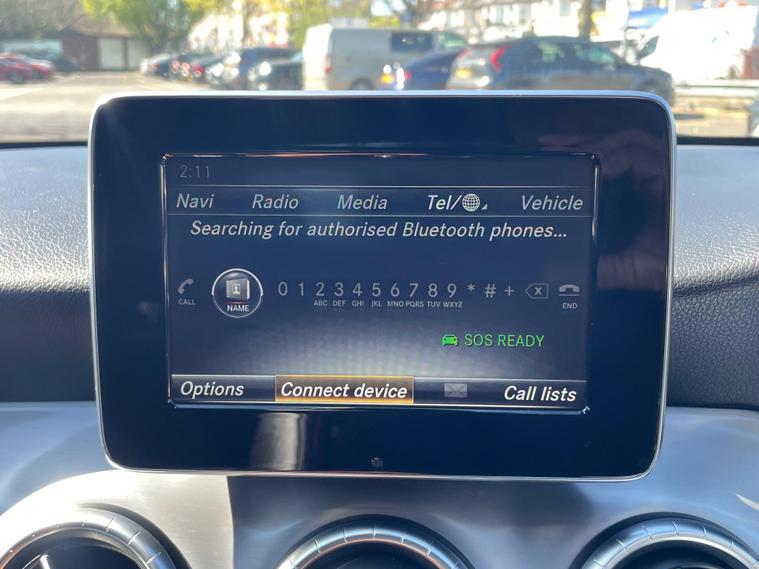 2:11
Navi Radio Media Tel/ Vehicle
Searching for authorised Bluetooth phones...
0 1 2 3 4 5 6 7 8 9 * # +
CALL NAME ABC DEF GHI JKL MNO PQRS TUV WXYZ END
SOS READY
Options Connect device Call lists